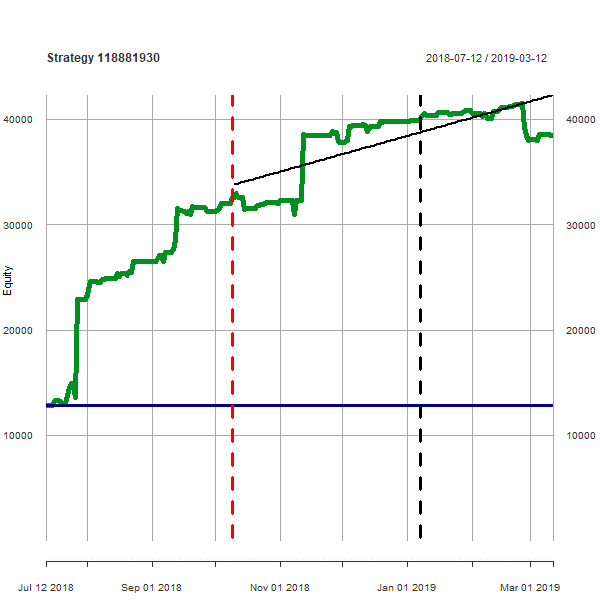 Strategy 118881930
2018-07-12 / 2019-03-12
Equity
40000
40000
30000
30000
20000
20000
10000
10000
Jul 12 2018
Sep 01 2018
Nov 01 2018
Jan 01 2019
Mar 01 2019